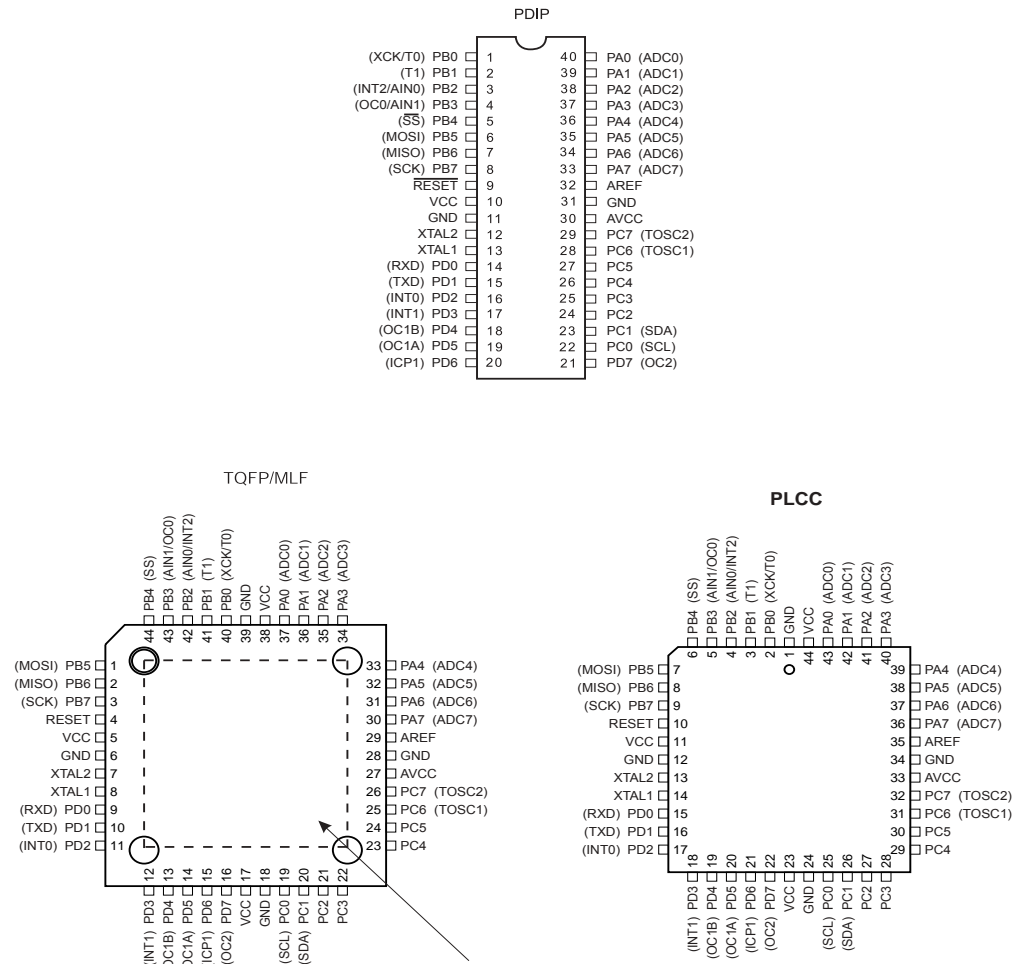 PDIP
(XCK/T0) PB0 1 40 PA0 (ADC0)
(T1) PB1 2 39 PA1 (ADC1)
(INT2/AIN0) PB2 3 38 PA2 (ADC2)
(OC0/AIN1) PB3 4 37 PA3 (ADC3)
(SS) PB4 5 36 PA4 (ADC4)
(MOSI) PB5 6 35 PA5 (ADC5)
(MISO) PB6 7 34 PA6 (ADC6)
(SCK) PB7 8 33 PA7 (ADC7)
RESET 9 32 AREF
VCC 10 31 GND
GND 11 30 AVCC
XTAL2 12 29 PC7 (TOSC2)
XTAL1 13 28 PC6 (TOSC1)
(RXD) PD0 14 27 PC5
(TXD) PD1 15 26 PC4
(INT0) PD2 16 25 PC3
(INT1) PD3 17 24 PC2
(OC1B) PD4 18 23 PC1 (SDA)
(OC1A) PD5 19 22 PC0 (SCL)
(ICP1) PD6 20 21 PD7 (OC2)
TQFP/MLF
PB4 (SS)
PB3 (AIN1/OC0)
PB2 (AIN0/INT2)
PB1 (T1)
PB0 (XCK/T0)
GND
VCC
PA0 (ADC0)
PA1 (ADC1)
PA2 (ADC2)
PA3 (ADC3)
44 43 42 41 40 39 38 37 36 35 34
(MOSI) PB5 1 33 PA4 (ADC4)
(MISO) PB6 2 32 PA5 (ADC5)
(SCK) PB7 3 31 PA6 (ADC6)
RESET 4 30 PA7 (ADC7)
VCC 5 29 AREF
GND 6 28 GND
XTAL2 7 27 AVCC
XTAL1 8 26 PC7 (TOSC2)
(RXD) PD0 9 25 PC6 (TOSC1)
(TXD) PD1 10 24 PC5
(INT0) PD2 11 23 PC4
12 13 14 15 16 17 18 19 20 21 22
(INT1) PD3
OC1B) PD4
OC1A) PD5
(ICP1) PD6
(OC2) PD7
VCC
GND
(SCL) PC0
(SDA) PC1
PC2
PC3
PLCC
PB4 (SS)
PB3 (AIN1/OC0)
PB2 (AIN0/INT2)
PB1 (T1)
PB0 (XCK/T0)
GND
VCC
PA0 (ADC0)
PA1 (ADC1)
PA2 (ADC2)
PA3 (ADC3)
6 5 4 3 2 1 44 43 42 41 40
(MOSI) PB5 7 39 PA4 (ADC4)
(MISO) PB6 8 38 PA5 (ADC5)
(SCK) PB7 9 37 PA6 (ADC6)
RESET 10 36 PA7 (ADC7)
VCC 11 35 AREF
GND 12 34 GND
XTAL2 13 33 AVCC
XTAL1 14 32 PC7 (TOSC2)
(RXD) PD0 15 31 PC6 (TOSC1)
(TXD) PD1 16 30 PC5
(INT0) PD2 17 29 PC4
18 19 20 21 22 23 24 25 26 27 28
(INT1) PD3
(OC1B) PD4
(OC1A) PD5
(ICP1) PD6
(OC2) PD7
VCC
GND
(SCL) PC0
(SDA) PC1
PC2
PC3